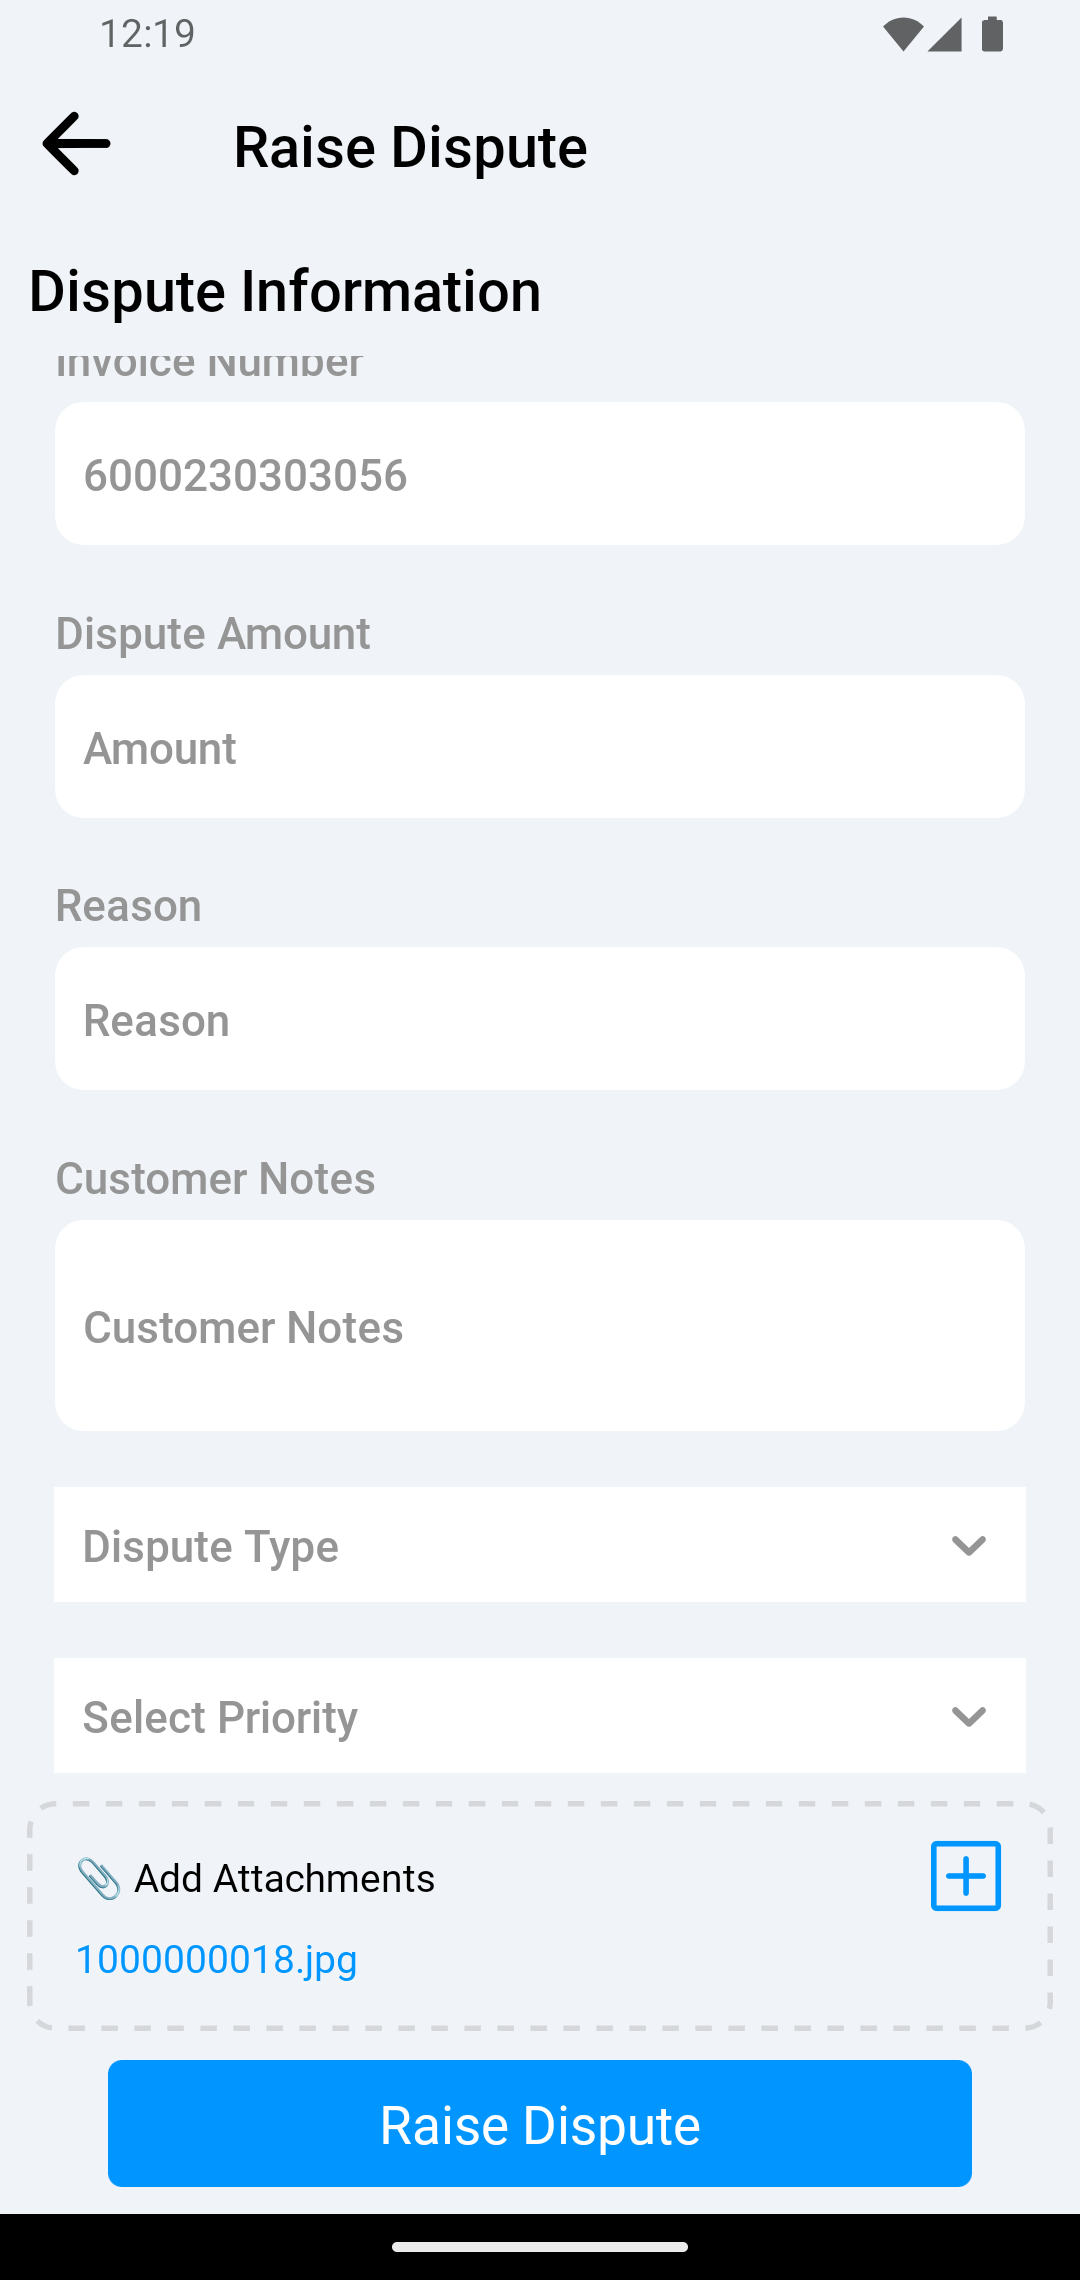 12:19
Raise Dispute
Dispute Information
Invoice Number
6000230303056
Dispute Amount
Amount
Reason
Reason
Customer Notes
Customer Notes
Dispute Type
Select Priority
📎 Add Attachments
1000000018.jpg
Raise Dispute